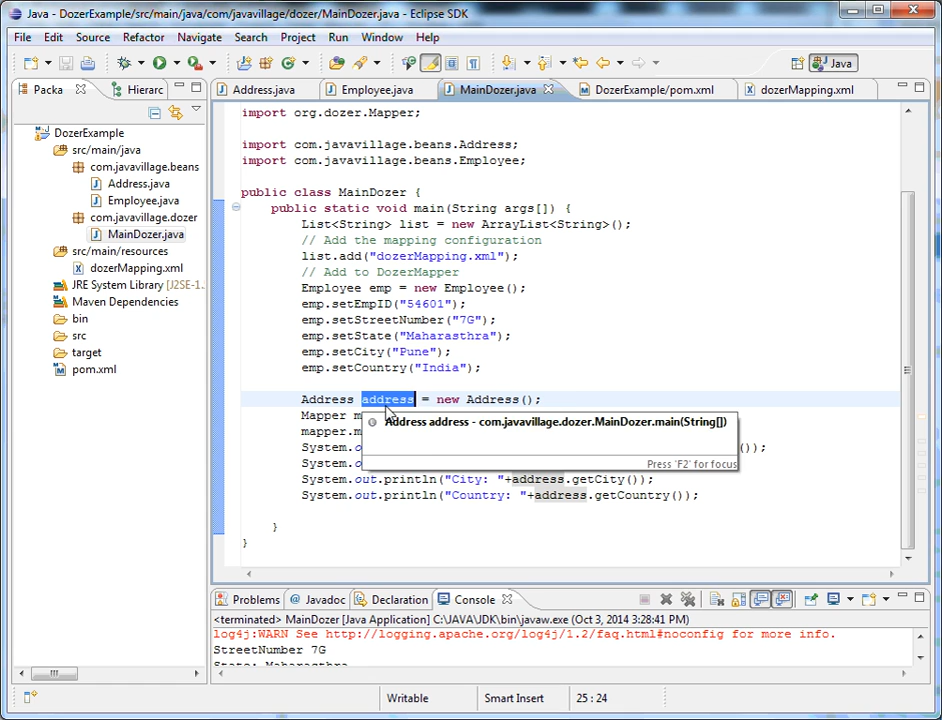 Java - DozerExample/src/main/java/com/javavillage/dozer/MainDozer.java - Eclipse SDK
File Edit Source Refactor Navigate Search Project Run Window Help
Java
Packa Hierarc
Address.java Employee.java MainDozer.java DozerExample/pom.xml dozerMapping.xml
DozerExample
src/main/java
com.javavillage.beans
Address.java
Employee.java
com.javavillage.dozer
MainDozer.java
src/main/resources
dozerMapping.xml
JRE System Library [J2SE-1.
Maven Dependencies
bin
src
target
pom.xml
import org.dozer.Mapper;
import com.javavillage.beans.Address;
import com.javavillage.beans.Employee;
public class MainDozer {
public static void main(String args[]) {
List<String> list = new ArrayList<String>();
// Add the mapping configuration
list.add("dozerMapping.xml");
// Add to DozerMapper
Employee emp = new Employee();
emp.setEmpID("54601");
emp.setStreetNumber("7G");
emp.setState("Maharasthra");
emp.setCity("Pune");
emp.setCountry("India");
Address address = new Address();
Mapper m
mapper.m
System.o
));
System.o
System.out.println("City: "+address.getCity());
System.out.println("Country: "+address.getCountry());
}
}
Address address - com.javavillage.dozer.MainDozer.main(String[])
Press 'F2' for focus
Problems Javadoc Declaration Console
<terminated> MainDozer [Java Application] C:\JAVA\JDK\bin\javaw.exe (Oct 3, 2014 3:28:41 PM)
log4j:WARN See http://logging.apache.org/log4j/1.2/faq.html#noconfig for more info.
StreetNumber 7G
State: Maharasthra
Writable Smart Insert 25 : 24